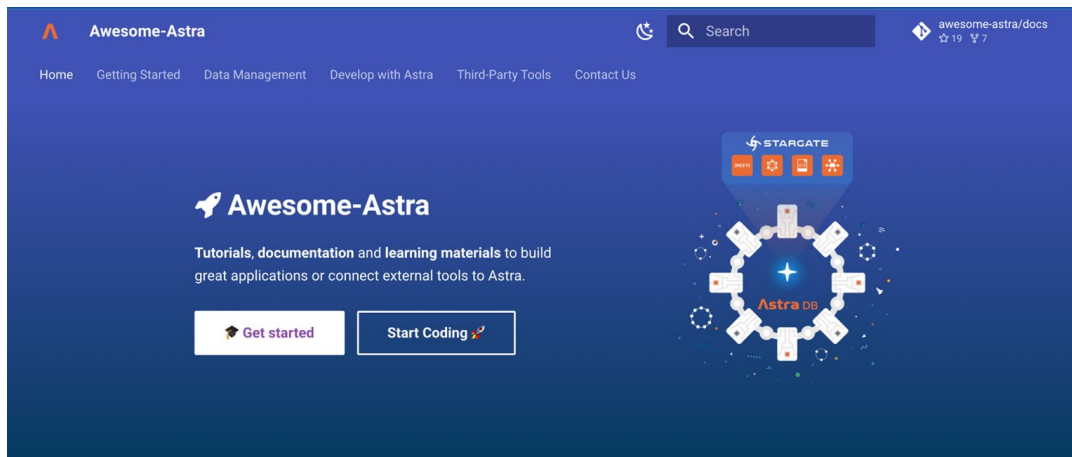 Awesome-Astra
Search
awesome-astra/docs
19 7
Home Getting Started Data Management Develop with Astra Third-Party Tools Contact Us
STARGATE
Awesome-Astra
Tutorials, documentation and learning materials to build
great applications or connect external tools to Astra.
Astra DB
🎓 Get started
Start Coding 🚀